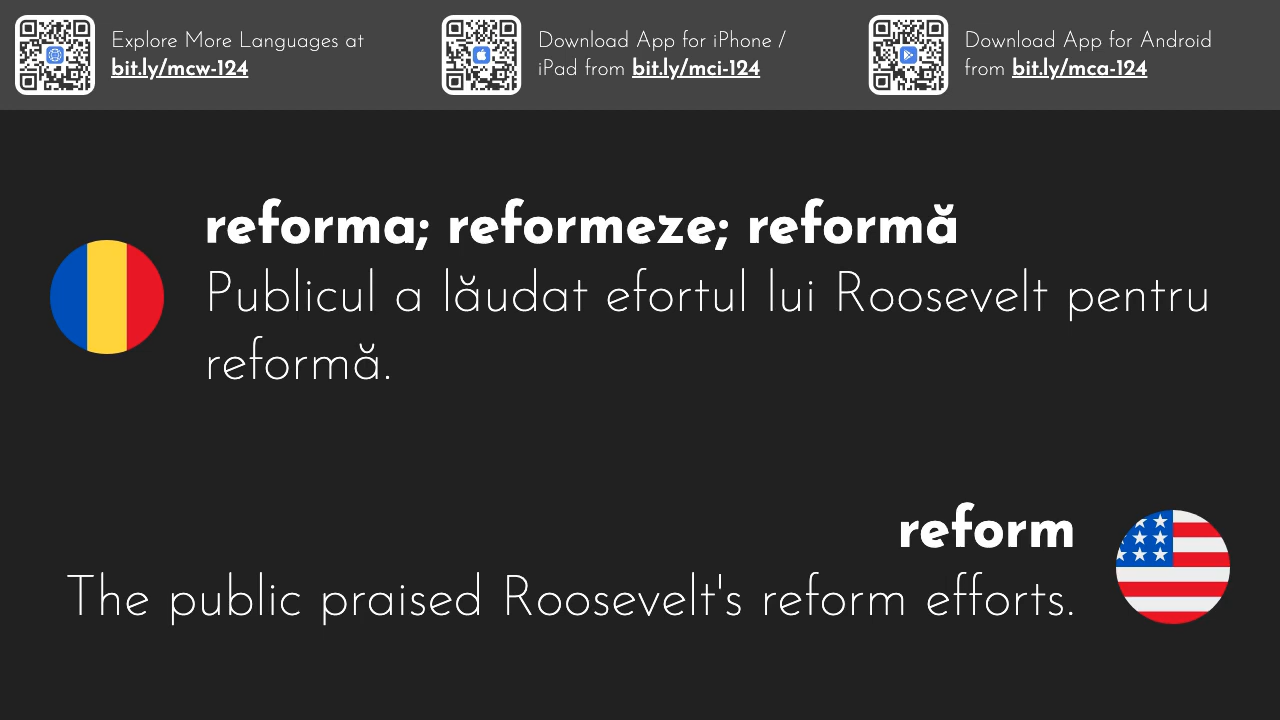 Explore More Languages at
bit.ly/mcw-124
Download App for iPhone /
iPad from bit.ly/mci-124
Download App for Android
from bit.ly/mca-124
reforma; reformeze; reformă
Publicul a lăudat efortul lui Roosevelt pentru
reformă.
reform
The public praised Roosevelt's reform efforts.